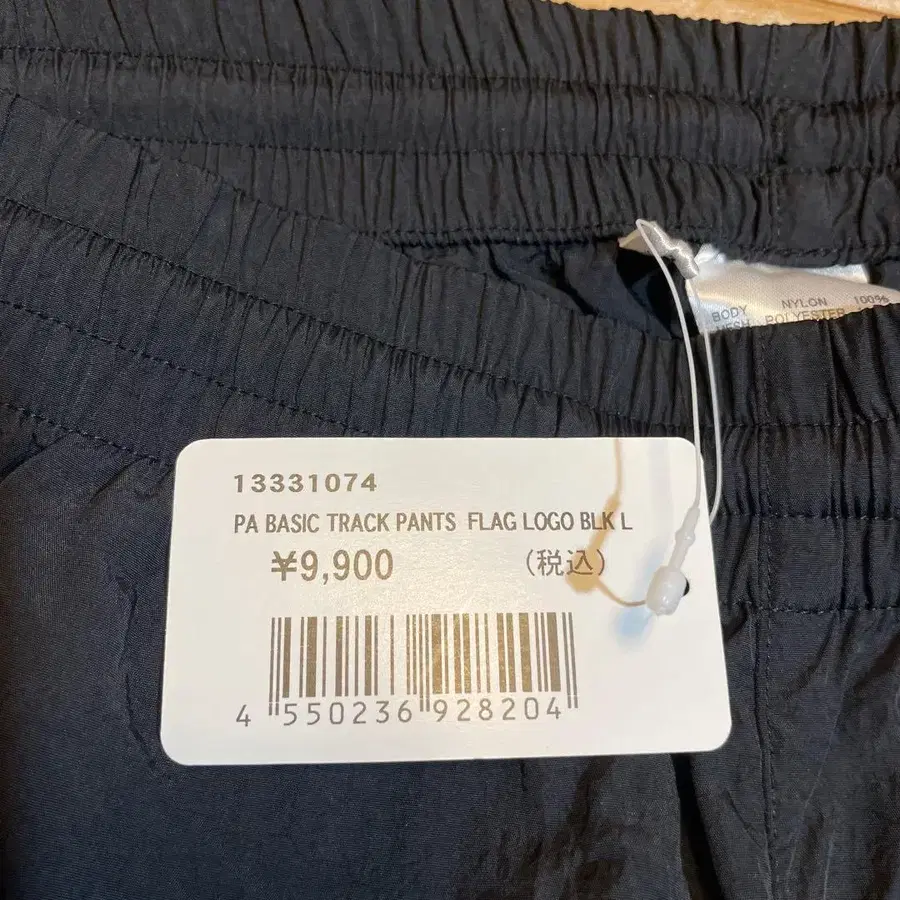 BODY NYLON 100%
MESH POLYESTER
13331074
PA BASIC TRACK PANTS FLAG LOGO BLK L
¥9,900 (税込)
4 550236 928204